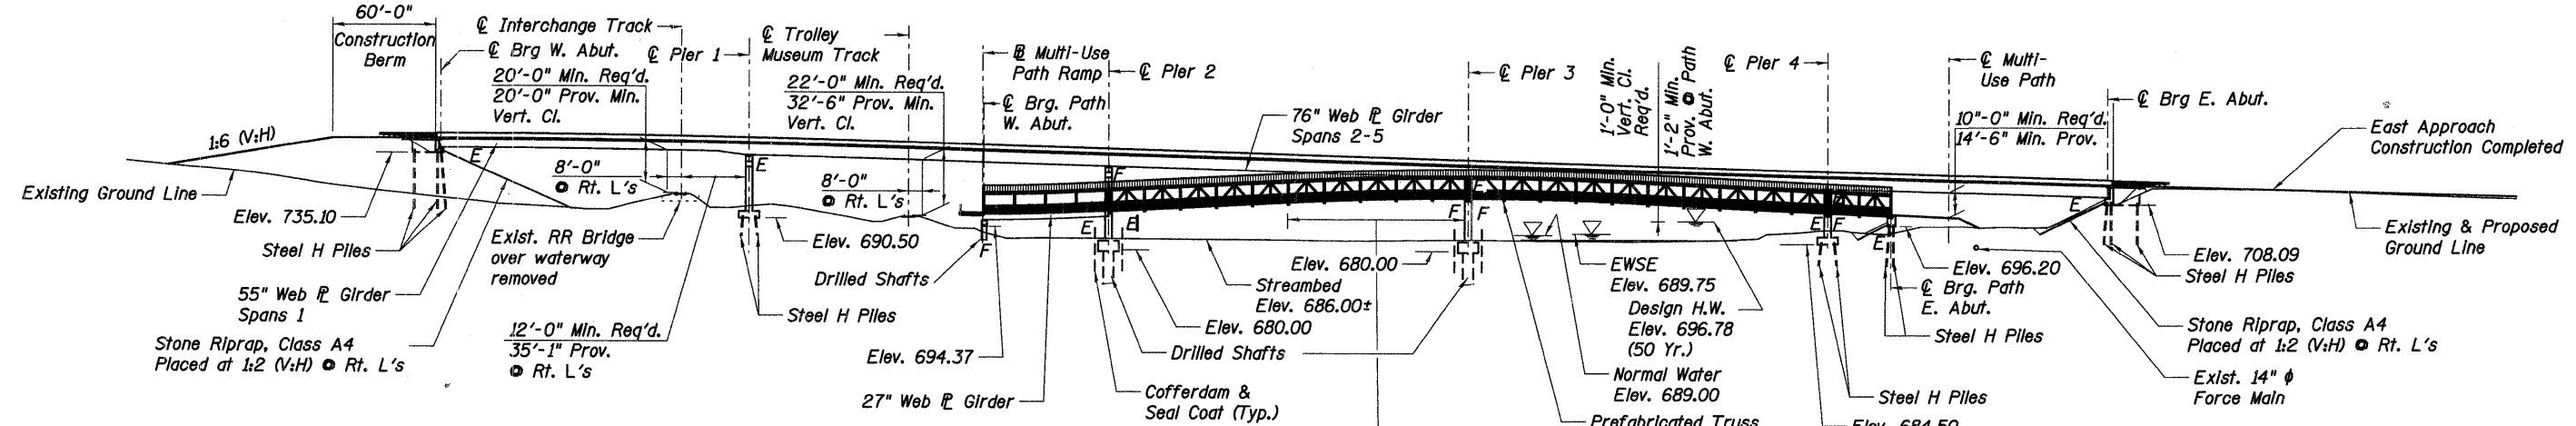 60'-0"
Construction
Berm
℄ Interchange Track
℄ Brg W. Abut.
20'-0" Min. Req'd.
20'-0" Prov. Min.
Vert. Cl.
℄ Pier 1
℄ Trolley
Museum Track
22'-0" Min. Req'd.
32'-6" Prov. Min.
Vert. Cl.
Multi-Use
Path Ramp
℄ Pier 2
℄ Brg. Path
W. Abut.
76" Web ℄ Girder
Spans 2-5
℄ Pier 3
1'-0" Min.
Vert. Cl.
Req'd.
1'-2" Min.
Prov. @ Path
W. Abut.
℄ Pier 4
℄ Multi-
Use Path
10"-0 Min. Req'd.
14'-6" Min. Prov.
℄ Brg E. Abut.
East Approach
Construction Completed
1:6 (V:H)
Existing Ground Line
Elev. 735.10
Steel H Piles
E
8'-0"
@ Rt. L's
E
8'-0"
@ Rt. L's
Exist. RR Bridge
over waterway
removed
Elev. 690.50
Drilled Shafts
F
F
E
E
F
F
E
F
E
E
Elev. 680.00
Streambed
Elev. 686.00±
EWSE
Elev. 689.75
Design H.W.
Elev. 696.78
(50 Yr.)
Elev. 696.20
℄ Brg. Path
E. Abut.
Elev. 708.09
Steel H Piles
Existing & Proposed
Ground Line
55" Web ℄ Girder
Spans 1
Stone Riprap, Class A4
Placed at 1:2 (V:H) @ Rt. L's
12'-0" Min. Req'd.
35'-1" Prov.
@ Rt. L's
Steel H Piles
Elev. 694.37
27" Web ℄ Girder
Elev. 680.00
Drilled Shafts
Cofferdam &
Seal Coat (Typ.)
Normal Water
Elev. 689.00
Prefabricated Truss
Steel H Piles
Steel H Piles
Elev. 684.50
Stone Riprap, Class A4
Placed at 1:2 (V:H) @ Rt. L's
Exist. 14" ϕ
Force Main